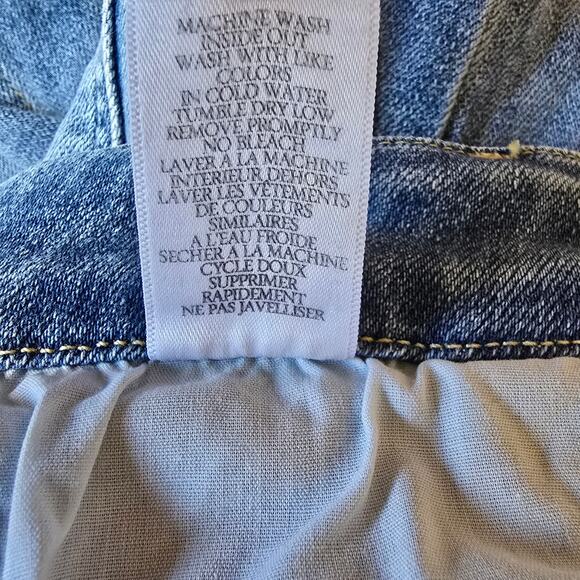 MACHINE WASH
INSIDE OUT
WASH WITH LIKE
COLORS
IN COLD WATER
TUMBLE DRY LOW
REMOVE PROMPTLY
NO BLEACH
LAVER A LA MACHINE
INTERIEUR DEHORS
LAVER LES VÊTEMENTS
DE COULEURS
SIMILAIRES
A L'EAU FROIDE
SECHER A LA MACHINE
CYCLE DOUX
SUPPRIMER
RAPIDEMENT
NE PAS JAVELLISER